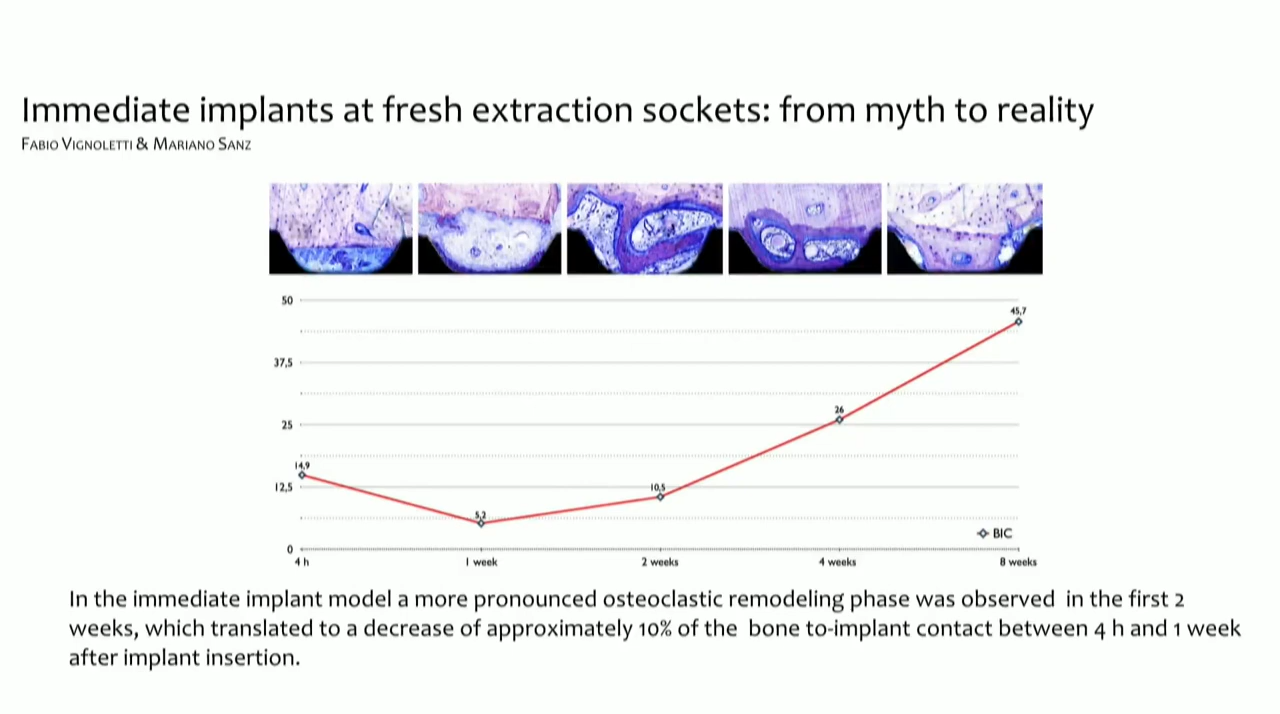 Immediate implants at fresh extraction sockets: from myth to reality
Fabio Vignoletti & Mariano Sanz
50
45,7
37,5
26
25
14,9
12,5
10,5
5,2
BIC
0
4 h
1 week
2 weeks
4 weeks
8 weeks
In the immediate implant model a more pronounced osteoclastic remodeling phase was observed in the first 2
weeks, which translated to a decrease of approximately 10% of the bone to-implant contact between 4 h and 1 week
after implant insertion.